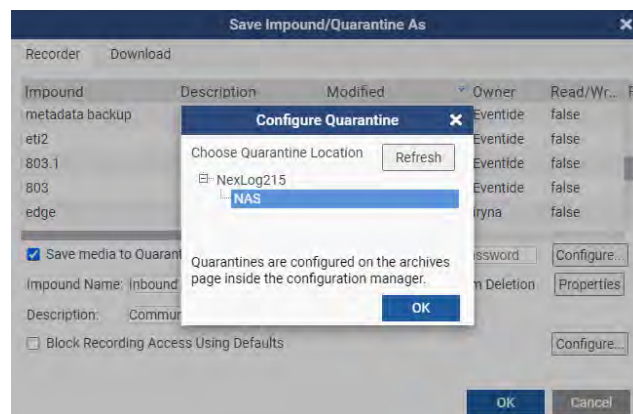 Save Impound/Quarantine As
Recorder Download
Impound Description Modified Owner Read/Wr...
metadata backup Eventide false
eti2 Eventide false
803.1 Eventide false
803 Eventide false
edge iryna false
Configure Quarantine
Choose Quarantine Location Refresh
NexLog215
NAS
Quarantines are configured on the archives
page inside the configuration manager.
OK
Save media to Quarant ssword Configure...
Impound Name: Inbound m Deletion Properties
Description: Commun
Block Recording Access Using Defaults Configure...
OK Cancel